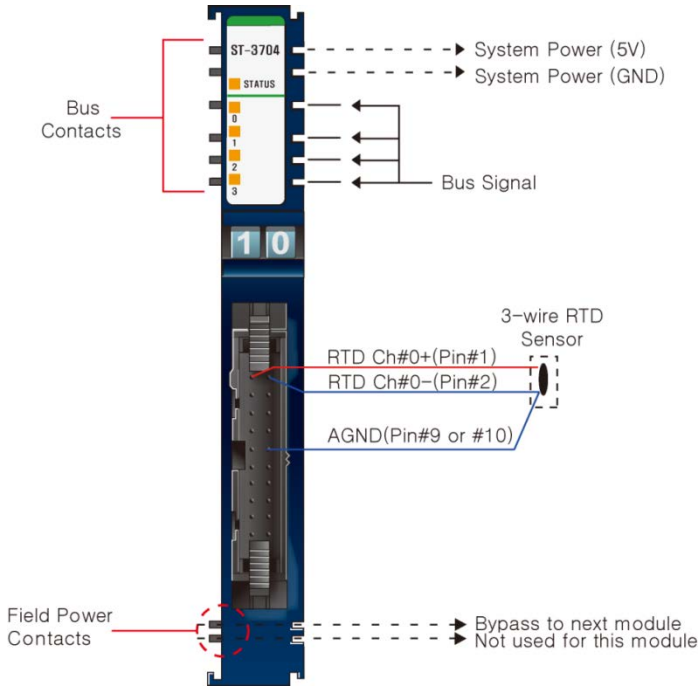 ST-3704
System Power (5V)
System Power (GND)
STATUS
0
1
2
3
Bus
Contacts
Bus Signal
1 0
3-wire RTD
Sensor
RTD Ch#0+(Pin#1)
RTD Ch#0-(Pin#2)
AGND(Pin#9 or #10)
Field Power
Contacts
Bypass to next module
Not used for this module